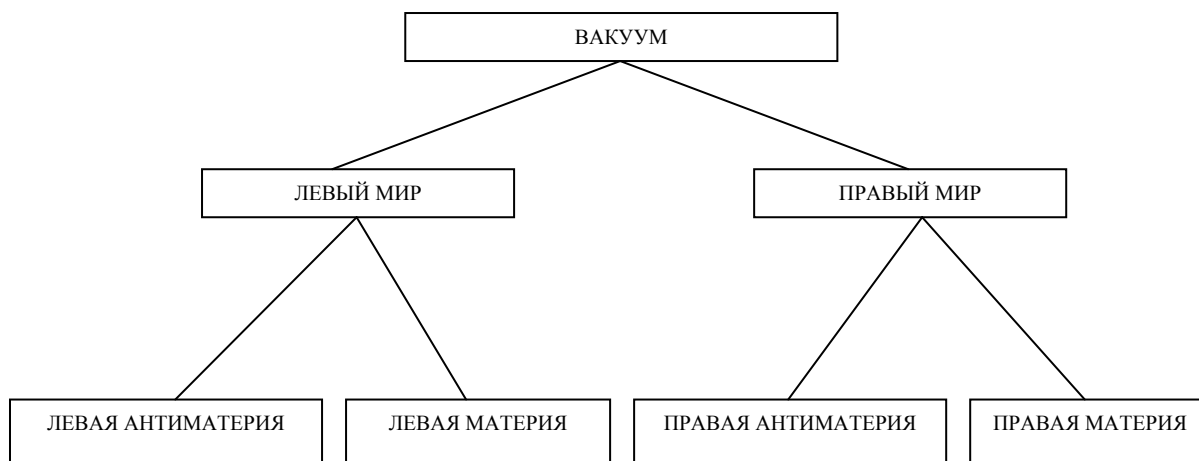 ВАКУУМ
ЛЕВЫЙ МИР
ПРАВЫЙ МИР
ЛЕВАЯ АНТИМАТЕРИЯ
ЛЕВАЯ МАТЕРИЯ
ПРАВАЯ АНТИМАТЕРИЯ
ПРАВАЯ МАТЕРИЯ